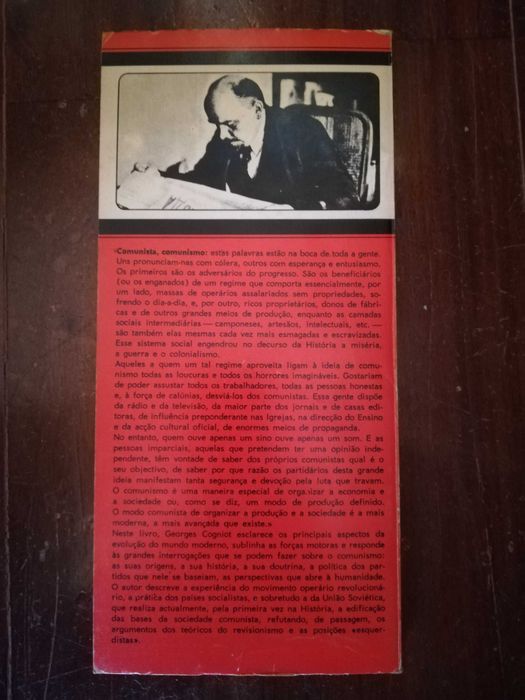 «Comunista, comunismo: estas palavras estão na boca de toda a gente.
Uns pronunciam-nas com cólera, outros com esperança e entusiasmo.
Os primeiros são os adversários do progresso. São os beneficiários
(ou os enganados) de um regime que comporta essencialmente, por
um lado, massas de operários assalariados sem propriedades, so-
frendo o dia-a-dia, e, por outro, ricos proprietários, donos de fábri-
cas e de outros grandes meios de produção, enquanto as camadas
sociais intermediárias — camponeses, artesãos, intelectuais, etc. —
são também elas mesmas cada vez mais esmagadas e escravizadas.
Esse sistema social engendrou no decurso da História a miséria,
a guerra e o colonialismo.
Aqueles a quem um tal regime aproveita ligam à ideia de comu-
nismo todas as loucuras e todos os horrores imagináveis. Gostariam
de poder assustar todos os trabalhadores, todas as pessoas honestas
e, à força de calúnias, desviá-los dos comunistas. Essa gente dispõe
da rádio e da televisão, da maior parte dos jornais e de casas edi-
toras, de influência preponderante nas Igrejas, na direcção do Ensino
e da acção cultural oficial, de enormes meios de propaganda.
No entanto, quem ouve apenas um sino ouve apenas um som. E as
pessoas imparciais, aquelas que pretendem ter uma opinião inde-
pendente, têm vontade de saber dos próprios comunistas qual é o
seu objectivo, de saber por que razão os partidários desta grande
ideia manifestam tanta segurança e devoção pela luta que travam.
O comunismo é uma maneira especial de organizar a economia e
a sociedade ou, como se diz, um modo de produção definido.
O modo comunista de organizar a produção e a sociedade é a mais
moderna, a mais avançada que existe.»
Neste livro, Georges Cogniot esclarece os principais aspectos da
evolução do mundo moderno, sublinha as forças motoras e responde
às grandes interrogações que se podem fazer sobre o comunismo:
as suas origens, a sua história, a sua doutrina, a política dos par-
tidos que nele se baseiam, as perspectivas que abre à humanidade.
O autor descreve a experiência do movimento operário revolucioná-
rio, a prática dos países socialistas, e sobretudo a da União Soviética,
que realiza actualmente, pela primeira vez na História, a edificação
das bases da sociedade comunista, refutando, de passagem, os
argumentos dos teóricos do revisionismo e as posições «esquer-
distas».